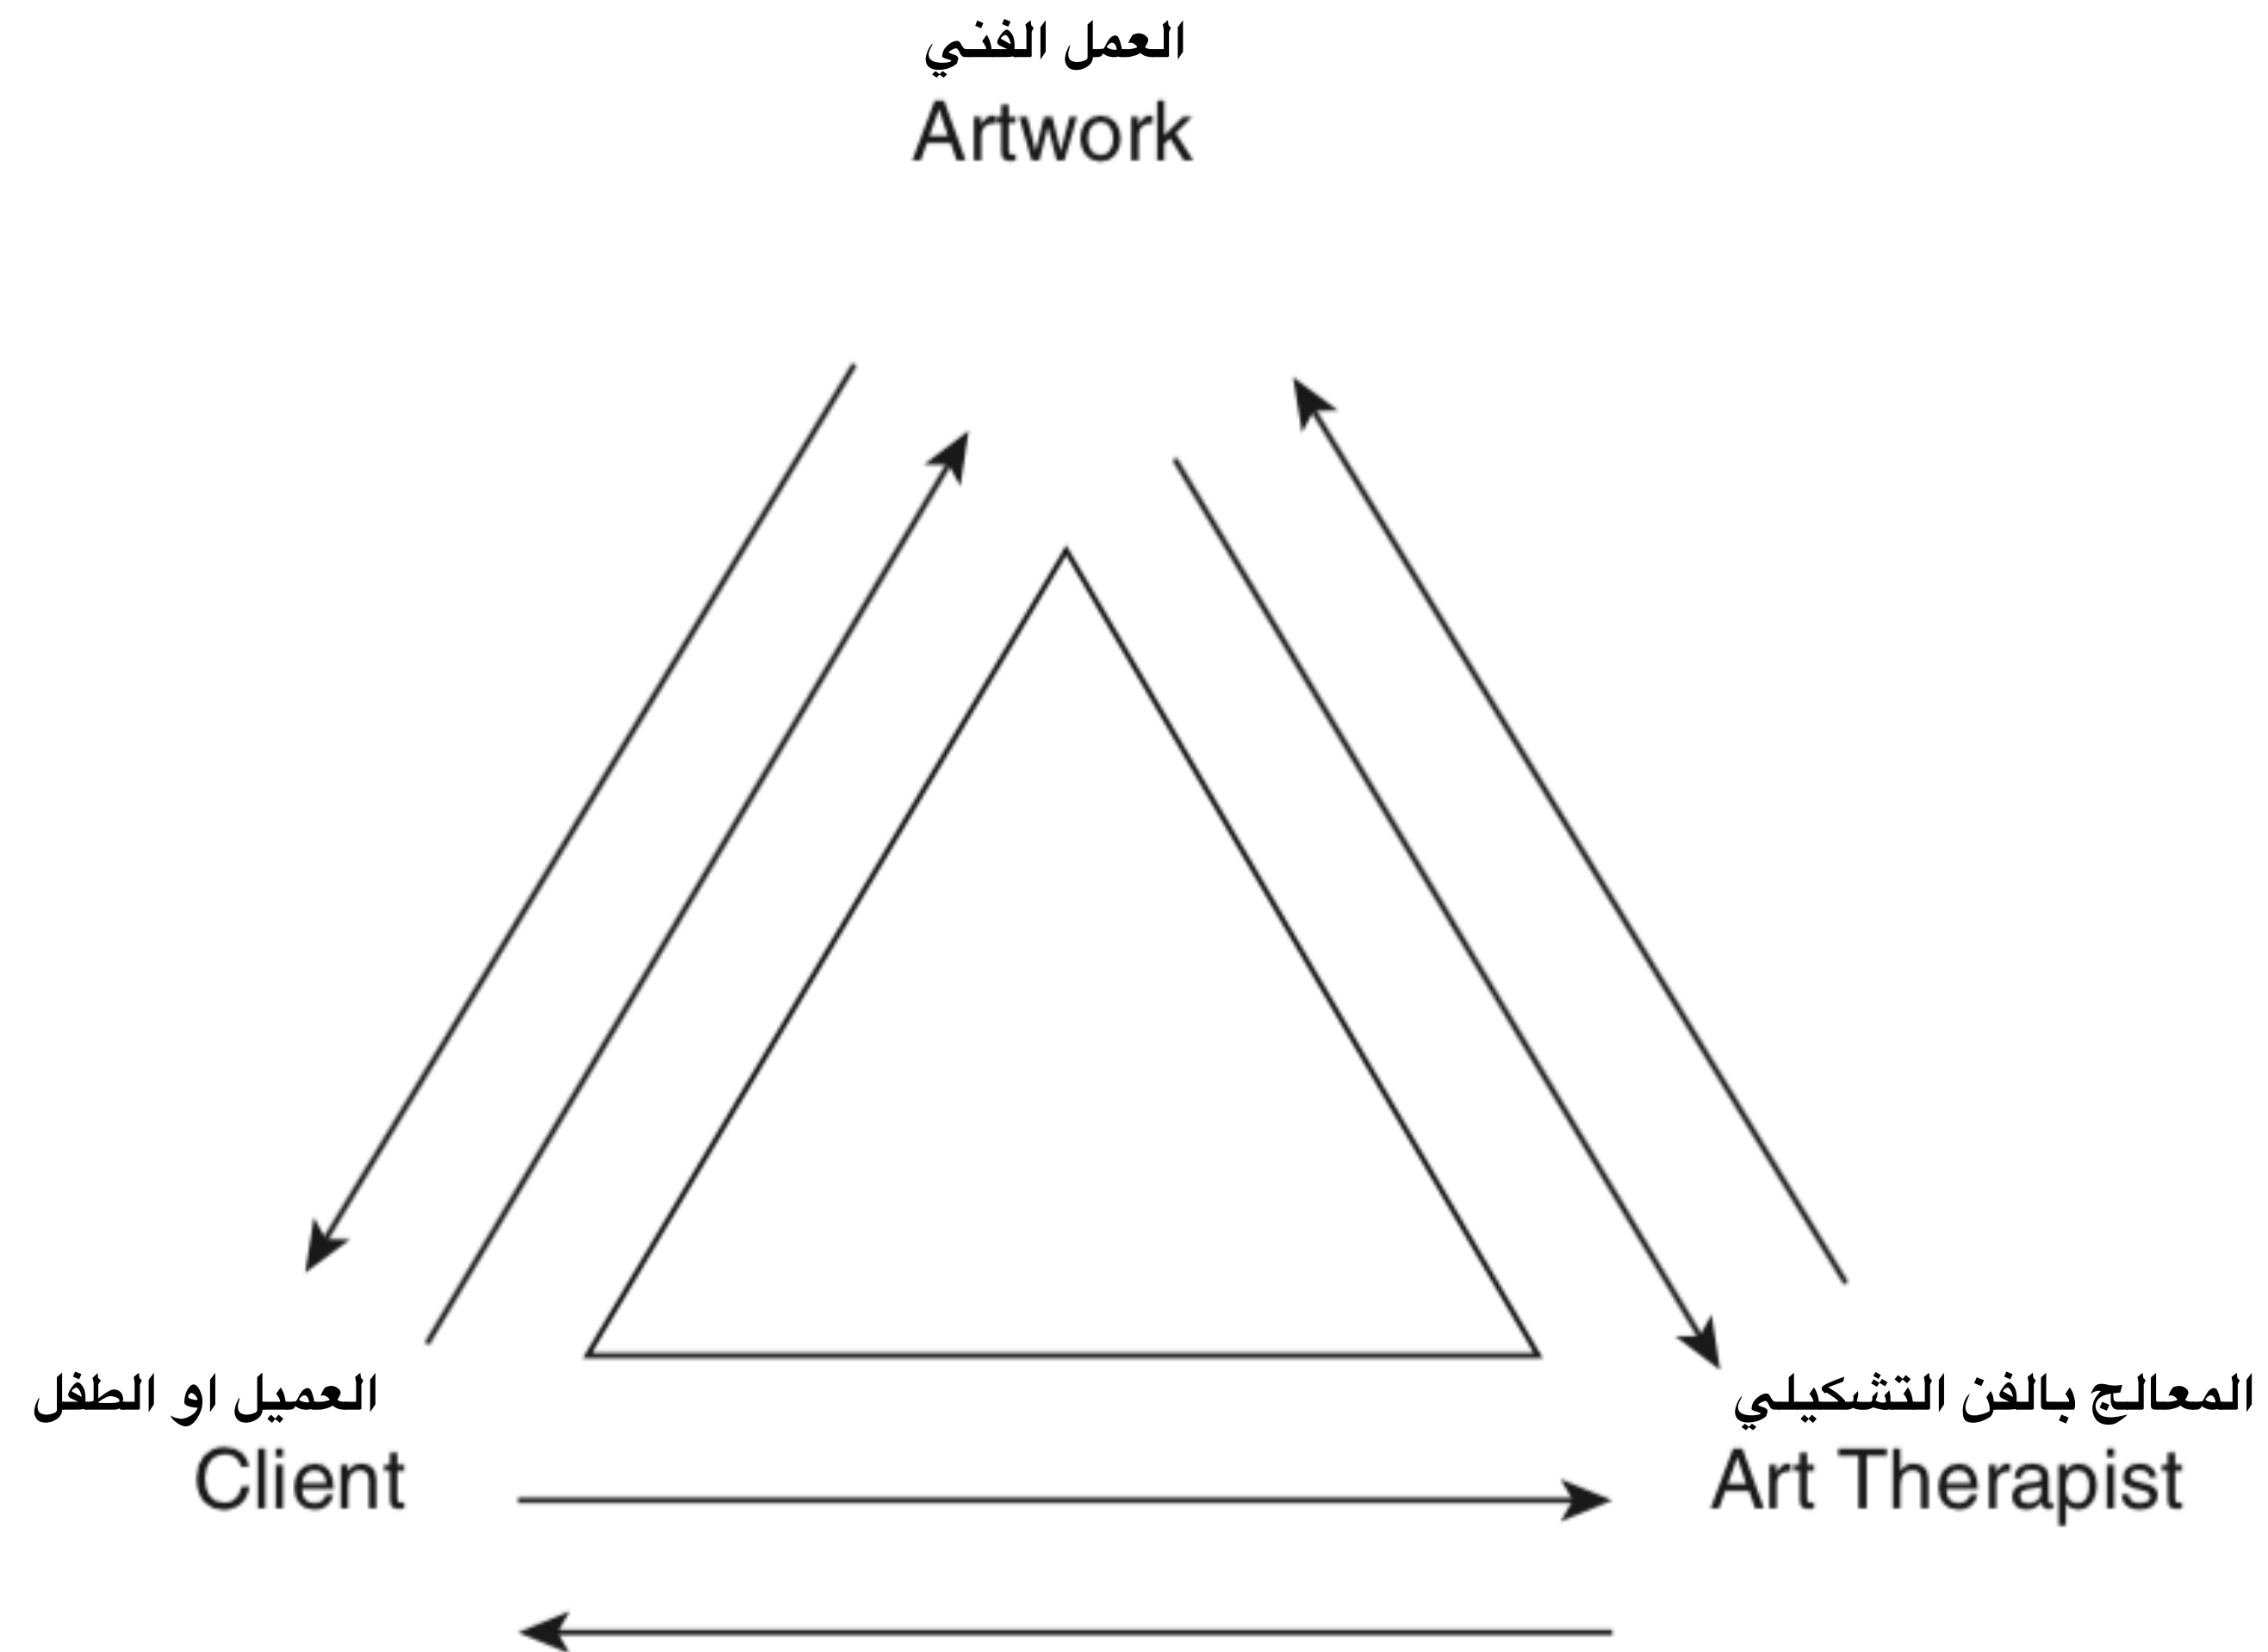 العمل الفني
Artwork
العميل او الطفل
Client
المعالج بالفن التشكيلي
Art Therapist